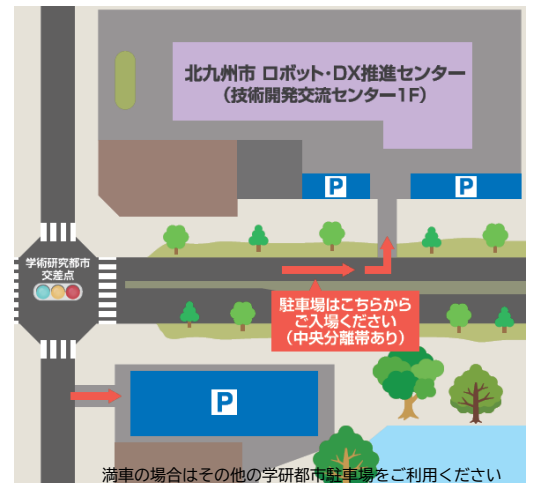 北九州市 ロボット・DX推進センター
（技術開発交流センター1F）
P
P
学術研究都市
交差点
駐車場はこちらから
ご入場ください
（中央分離帯あり）
P
満車の場合はその他の学研都市駐車場をご利用ください